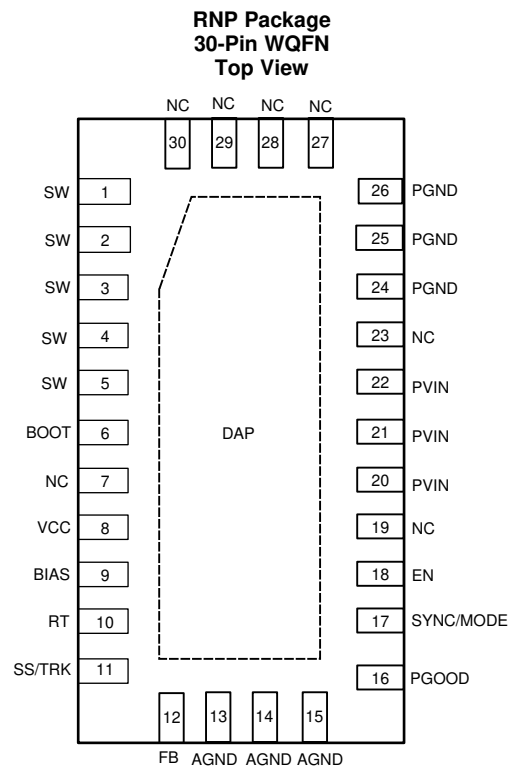 RNP Package
30-Pin WQFN
Top View
NC NC NC NC
30 29 28 27
SW 1 26 PGND
SW 2 25 PGND
SW 3 24 PGND
SW 4 23 NC
SW 5 22 PVIN
BOOT 6 DAP 21 PVIN
NC 7 20 PVIN
VCC 8 19 NC
BIAS 9 18 EN
RT 10 17 SYNC/MODE
SS/TRK 11 16 PGOOD
12 13 14 15
FB AGND AGND AGND